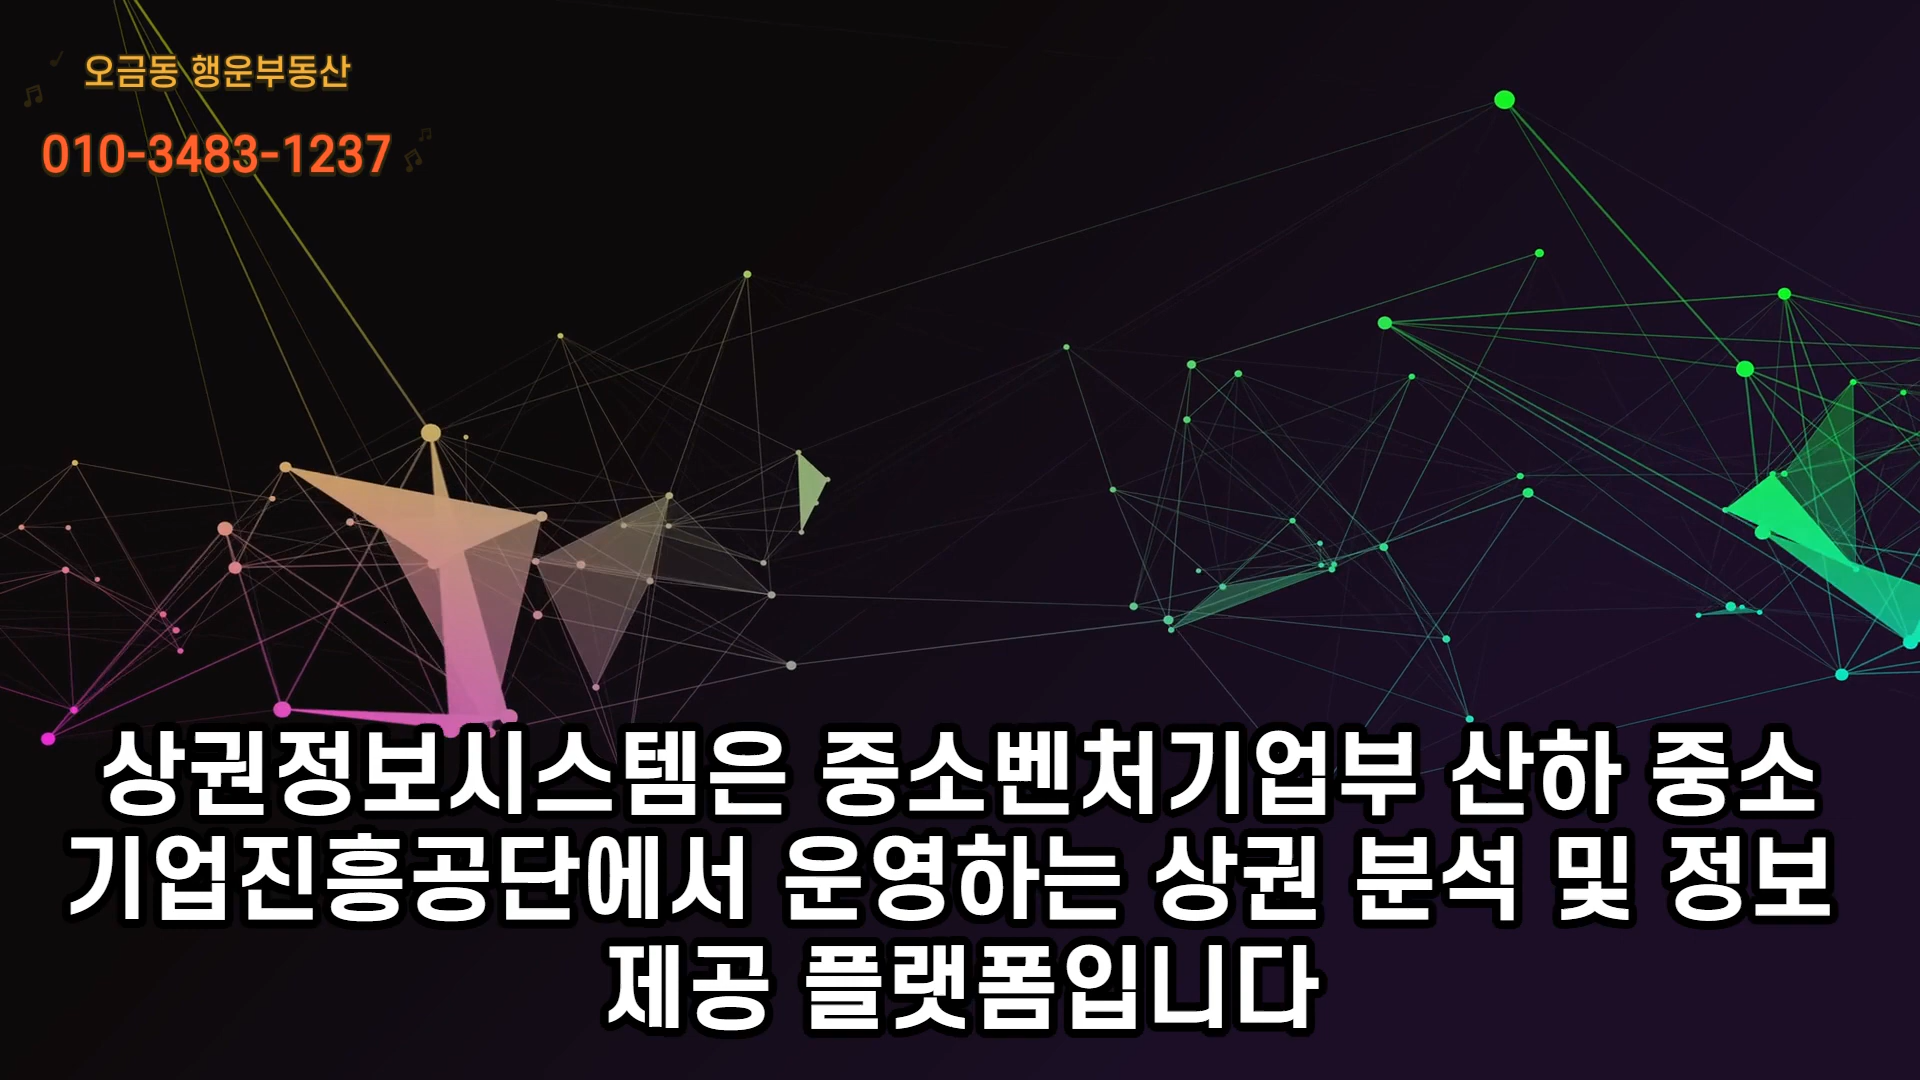 오금동 행운부동산
010-3483-1237
상권정보시스템은 중소벤처기업부 산하 중소
기업진흥공단에서 운영하는 상권 분석 및 정보
제공 플랫폼입니다